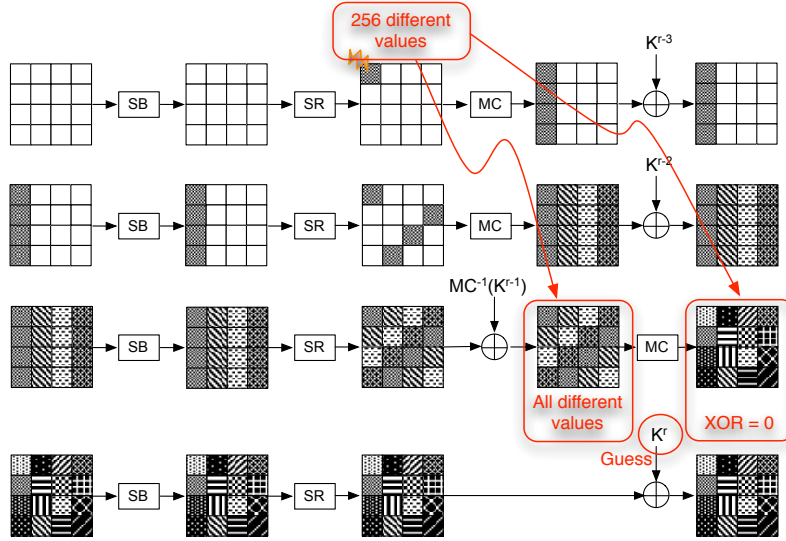 256 different
values
K^{r-3}
SB
SR
MC
K^{r-2}
SB
SR
MC
MC^{-1}(K^{r-1})
SB
SR
MC
All different
values
XOR = 0
K^r
Guess
SB
SR